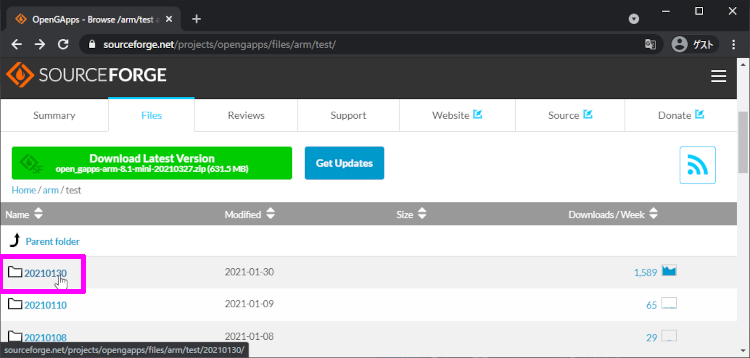 OpenGApps - Browse /arm/test a
sourceforge.net/projects/opengapps/files/arm/test/
ゲスト
SOURCEFORGE
Summary
Files
Reviews
Support
Website
Source
Donate
Download Latest Version
open_gapps-arm-8.1-mini-20210327.zip (631.5 MB)
Get Updates
Home / arm / test
Name
Modified
Size
Downloads / Week
Parent folder
20210130
2021-01-30
1,589
20210110
2021-01-09
65
20210108
2021-01-08
29
sourceforge.net/projects/opengapps/files/arm/test/20210130/